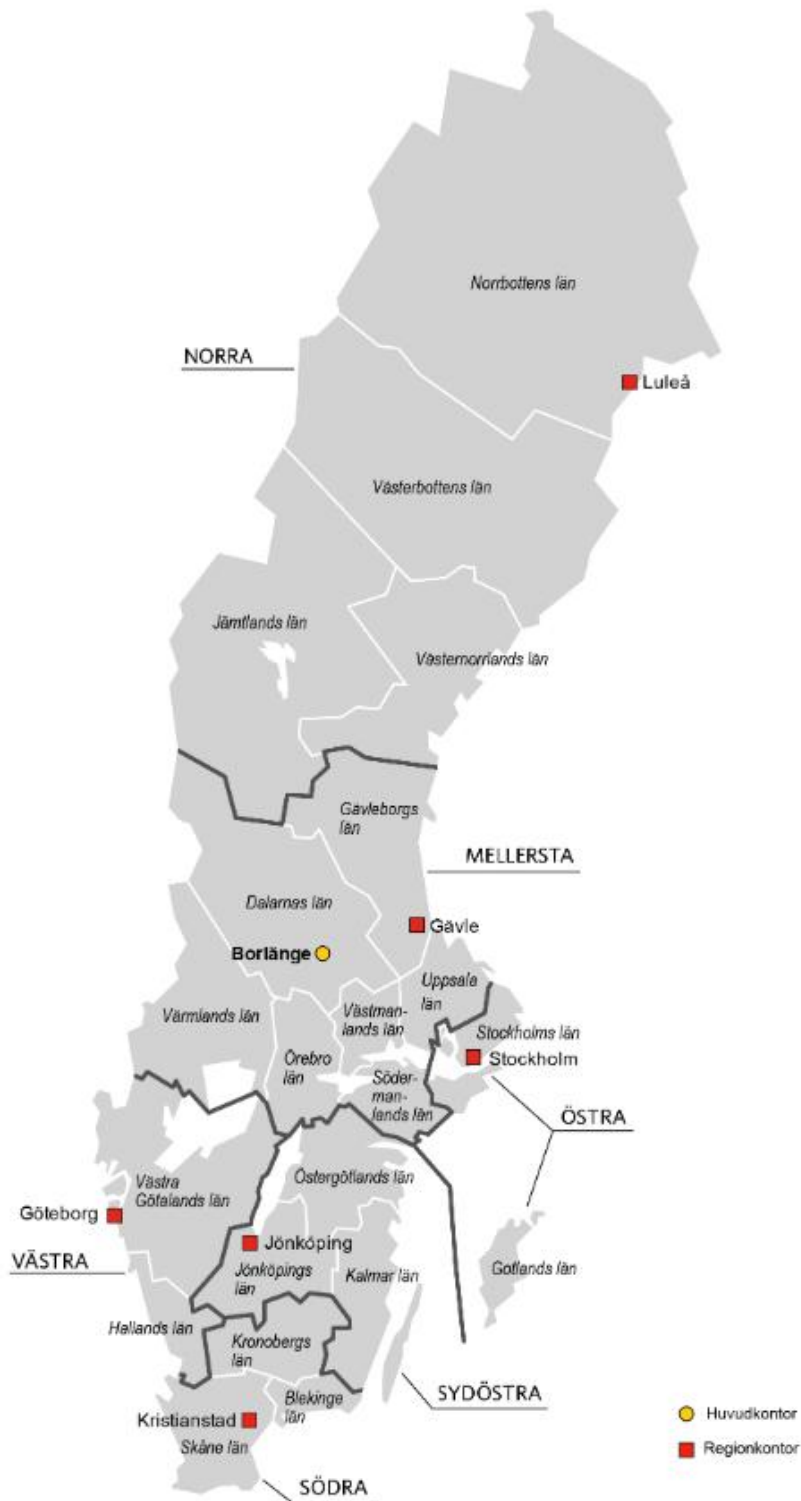 Norrbottens län
NORRA
Luleå
Västerbottens län
Jämtlands län
Västernorrlands län
Gävleborgs
län
MELLERSTA
Dalarnas län
Gävle
Borlänge
Uppsala
län
Värmlands län
Västman-
lands län
Stockholms län
Örebro
län
Stockholm
Söder-
man-
lands län
ÖSTRA
Västra
Götalands län
Östergötlands län
Göteborg
Jönköping
VÄSTRA
Jönköpings
län
Kalmar län
Gotlands län
Hallands län
Kronobergs
län
SYDÖSTRA
Blekinge
län
Kristianstad
Skåne län
SÖDRA
Huvudkontor
Regionkontor